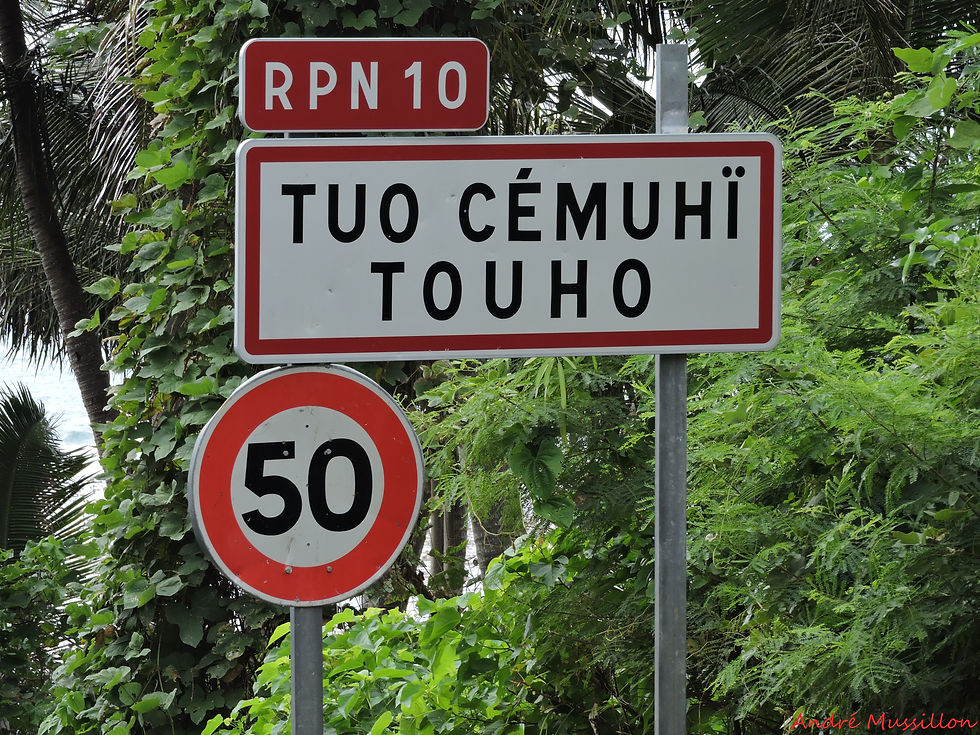 RPN 10
TUO CÉMUHÏ
TOUHO
50
André Mussillon